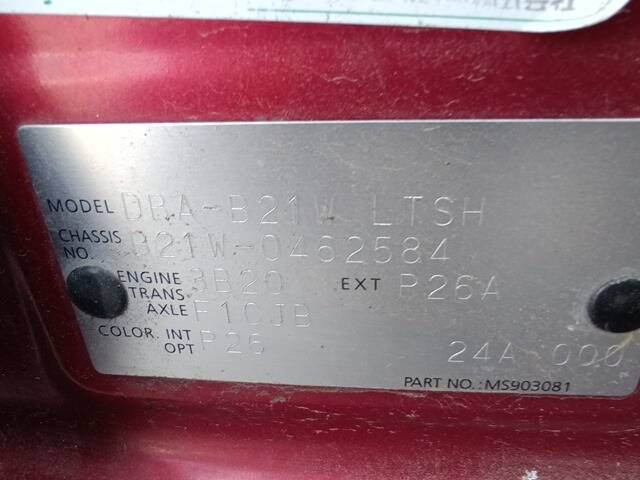 MODEL DBA-B21W LTSH
CHASSIS NO. B21W-0462584
ENGINE 3B20 EXT P26A
TRANS AXLE F1CJB
COLOR. INT P26
OPT 24A 000
PART NO.:MS903081